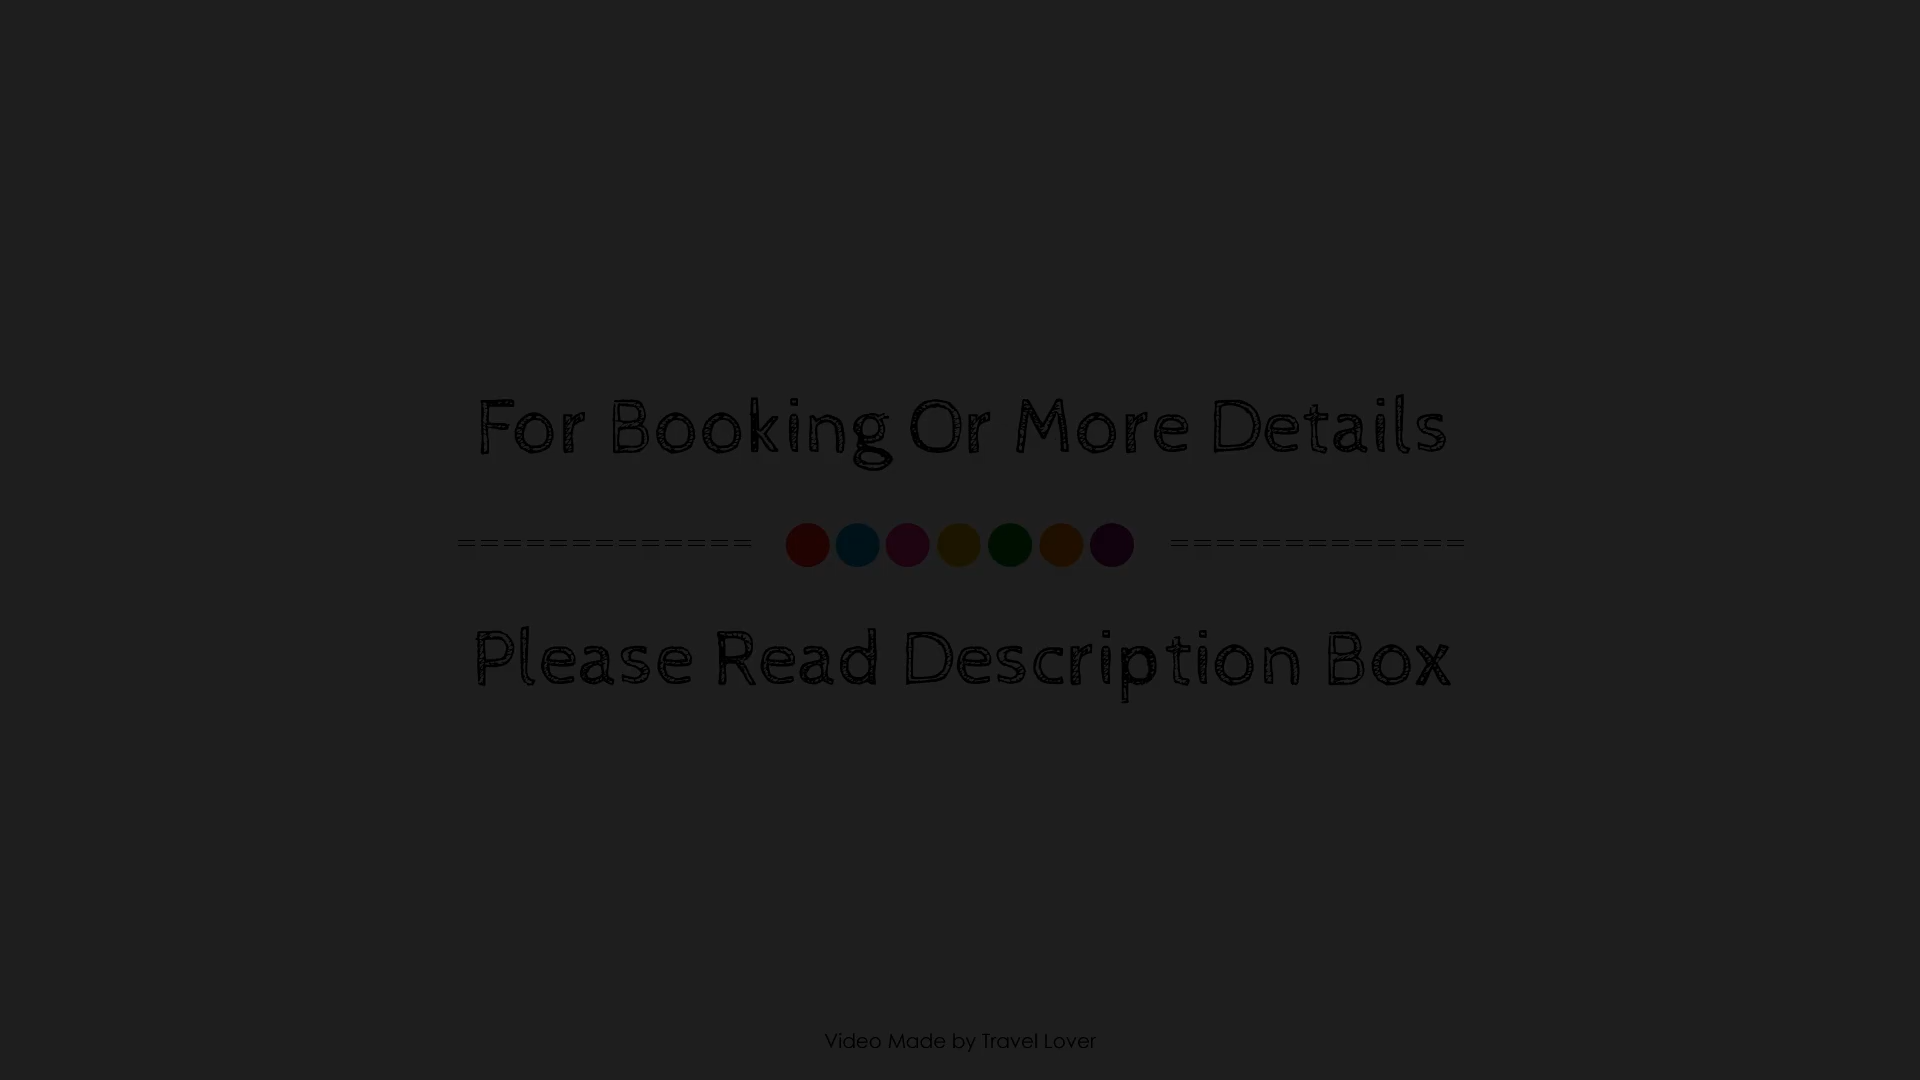 For Booking Or More Details
============= =============
Please Read Description Box
Video Made by Travel Lover